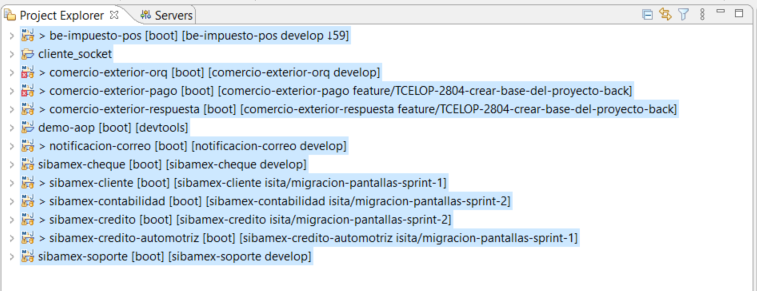 Project Explorer Servers
> be-impuesto-pos [boot] [be-impuesto-pos develop ↓59]
cliente_socket
> comercio-exterior-orq [boot] [comercio-exterior-orq develop]
> comercio-exterior-pago [boot] [comercio-exterior-pago feature/TCELOP-2804-crear-base-del-proyecto-back]
> comercio-exterior-respuesta [boot] [comercio-exterior-respuesta feature/TCELOP-2804-crear-base-del-proyecto-back]
demo-aop [boot] [devtools]
> notificacion-correo [boot] [notificacion-correo develop]
sibamex-cheque [boot] [sibamex-cheque develop]
> sibamex-cliente [boot] [sibamex-cliente isita/migracion-pantallas-sprint-1]
> sibamex-contabilidad [boot] [sibamex-contabilidad isita/migracion-pantallas-sprint-2]
> sibamex-credito [boot] [sibamex-credito isita/migracion-pantallas-sprint-2]
> sibamex-credito-automotriz [boot] [sibamex-credito-automotriz isita/migracion-pantallas-sprint-1]
sibamex-soporte [boot] [sibamex-soporte develop]